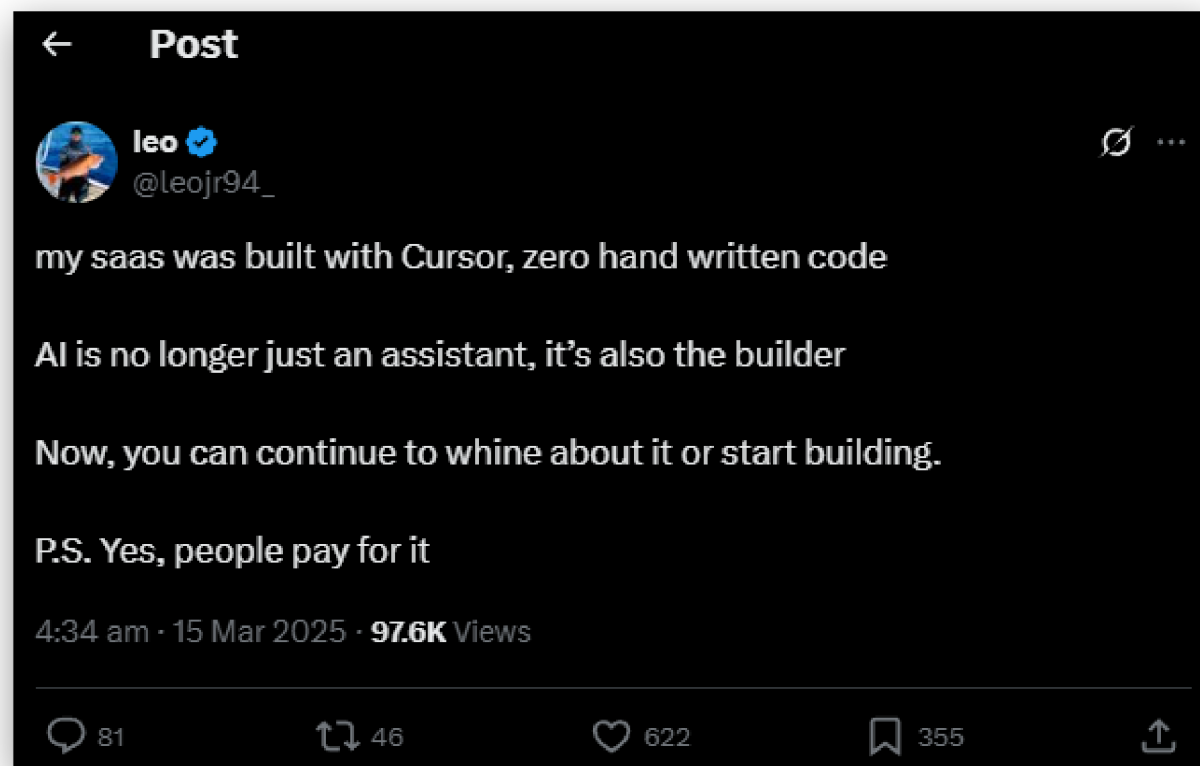 Post
leo
@leojr94_
my saas was built with Cursor, zero hand written code
AI is no longer just an assistant, it’s also the builder
Now, you can continue to whine about it or start building.
P.S. Yes, people pay for it
4:34 am · 15 Mar 2025 · 97.6K Views
81 46 622 355